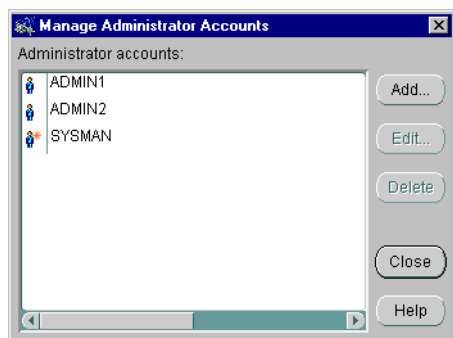 Manage Administrator Accounts
Administrator accounts:
ADMIN1
ADMIN2
SYSMAN
Add...
Edit...
Delete
Close
Help